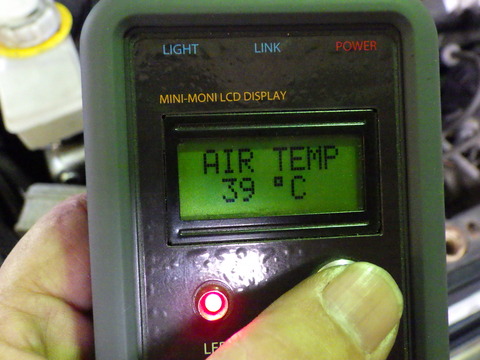 LIGHT LINK POWER
MINI-MONI LCD DISPLAY
AIR TEMP
39 °C